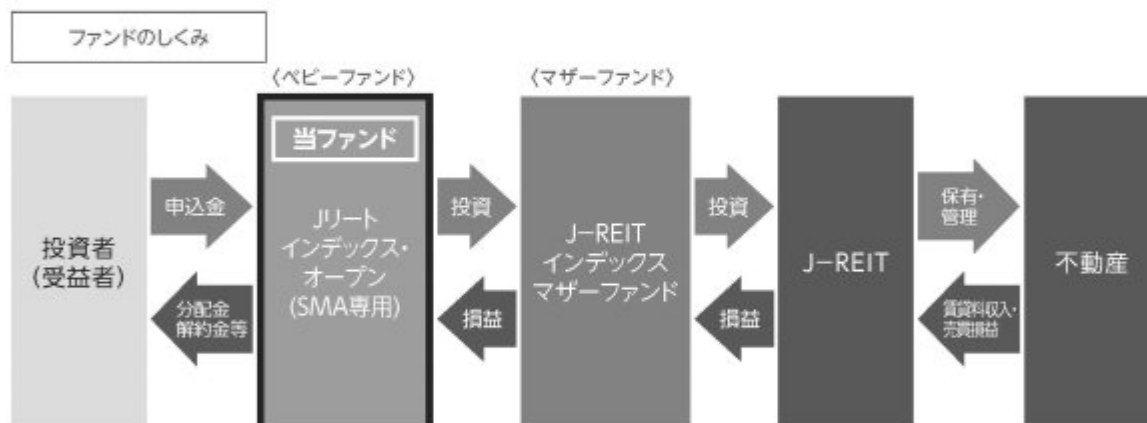 ファンドのしくみ
〈ベビーファンド〉
〈マザーファンド〉
投資者
(受益者)
申込金
分配金
解約金等
当ファンド
Jリート
インデックス・
オープン
(SMA専用)
投資
損益
J-REIT
インデックス
マザーファンド
投資
損益
J-REIT
保有・
管理
賃貸料収入・
売買損益
不動産